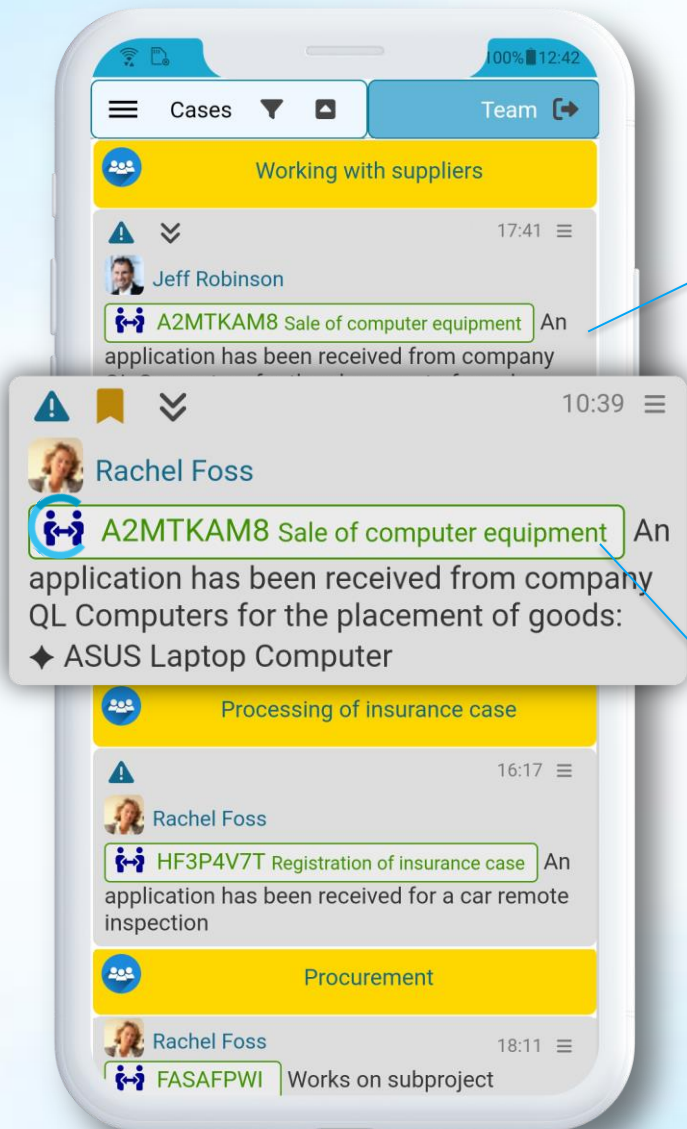 100% 12:42
Cases Team
Working with suppliers
17:41
Jeff Robinson
A2MTKAM8 Sale of computer equipment An
application has been received from company
10:39
Rachel Foss
A2MTKAM8 Sale of computer equipment An
application has been received from company
QL Computers for the placement of goods:
✦ ASUS Laptop Computer
Processing of insurance case
16:17
Rachel Foss
HF3P4V7T Registration of insurance case An
application has been received for a car remote
inspection
Procurement
Rachel Foss 18:11
FASAFPWI Works on subproject